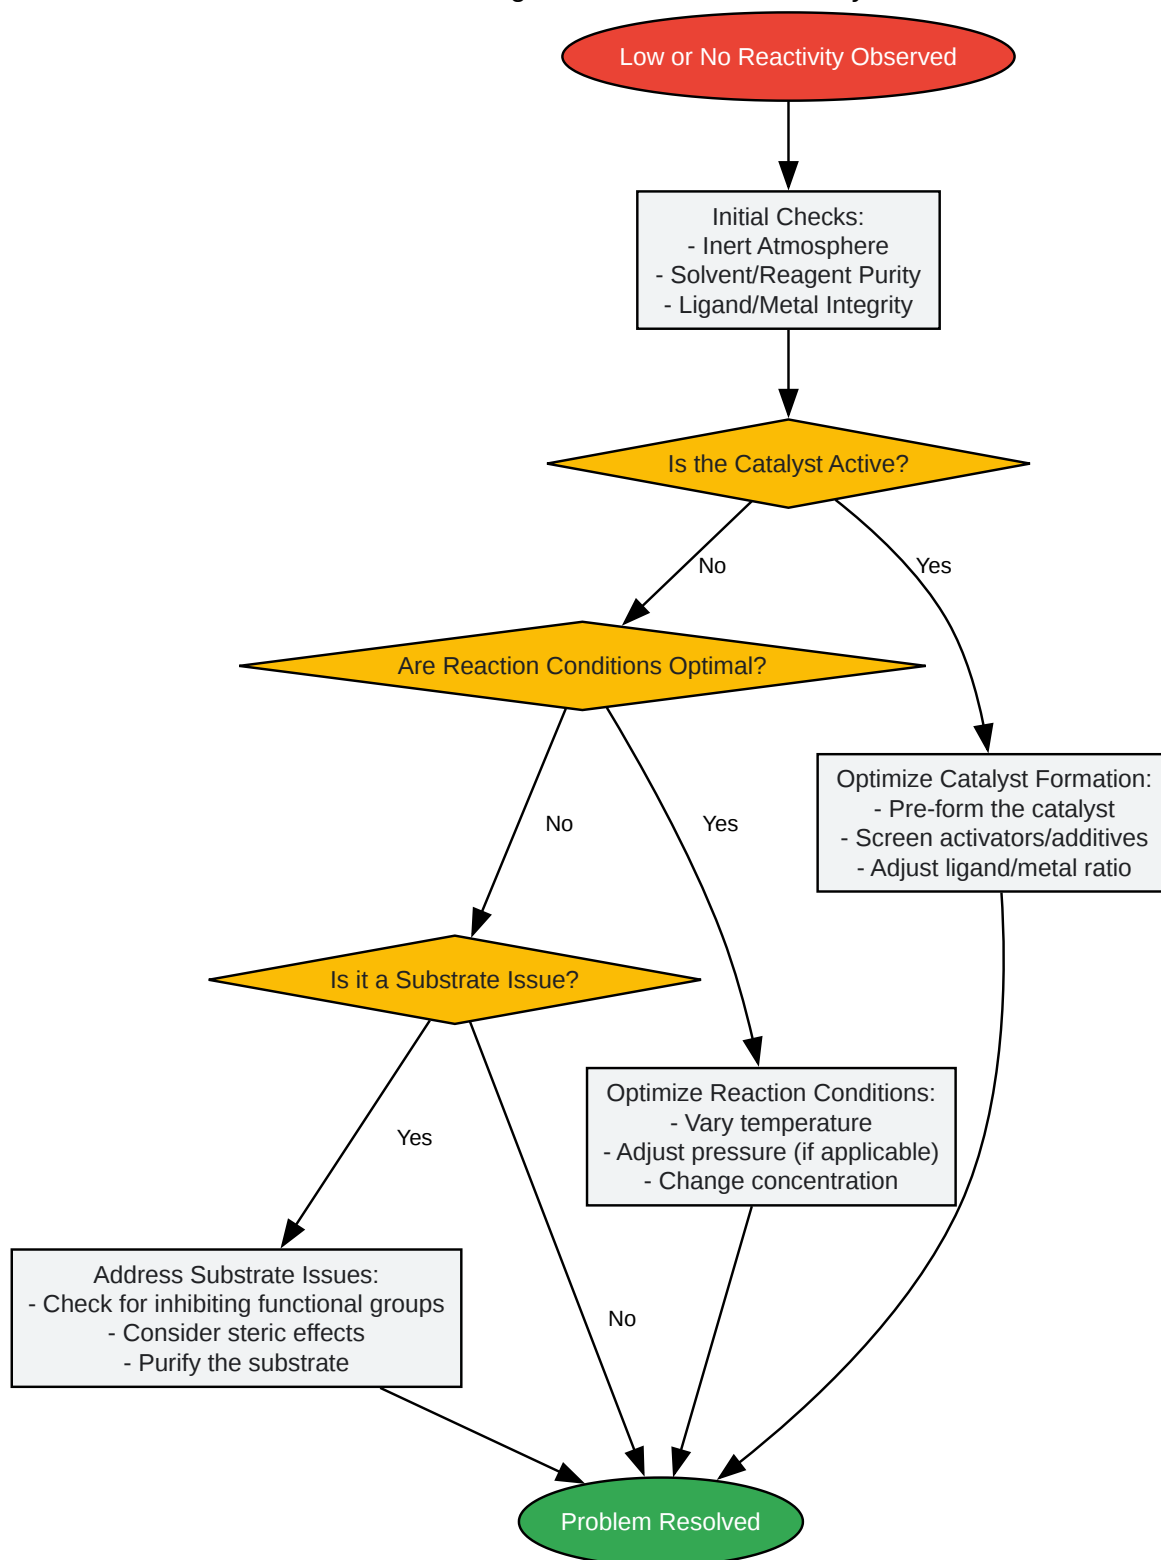 Low or No Reactivity Observed
Initial Checks:
- Inert Atmosphere
- Solvent/Reagent Purity
- Ligand/Metal Integrity
Is the Catalyst Active?
No
Yes
Are Reaction Conditions Optimal?
Optimize Catalyst Formation:
- Pre-form the catalyst
- Screen activators/additives
- Adjust ligand/metal ratio
No
Yes
Is it a Substrate Issue?
Optimize Reaction Conditions:
- Vary temperature
- Adjust pressure (if applicable)
- Change concentration
Yes
No
Address Substrate Issues:
- Check for inhibiting functional groups
- Consider steric effects
- Purify the substrate
Problem Resolved